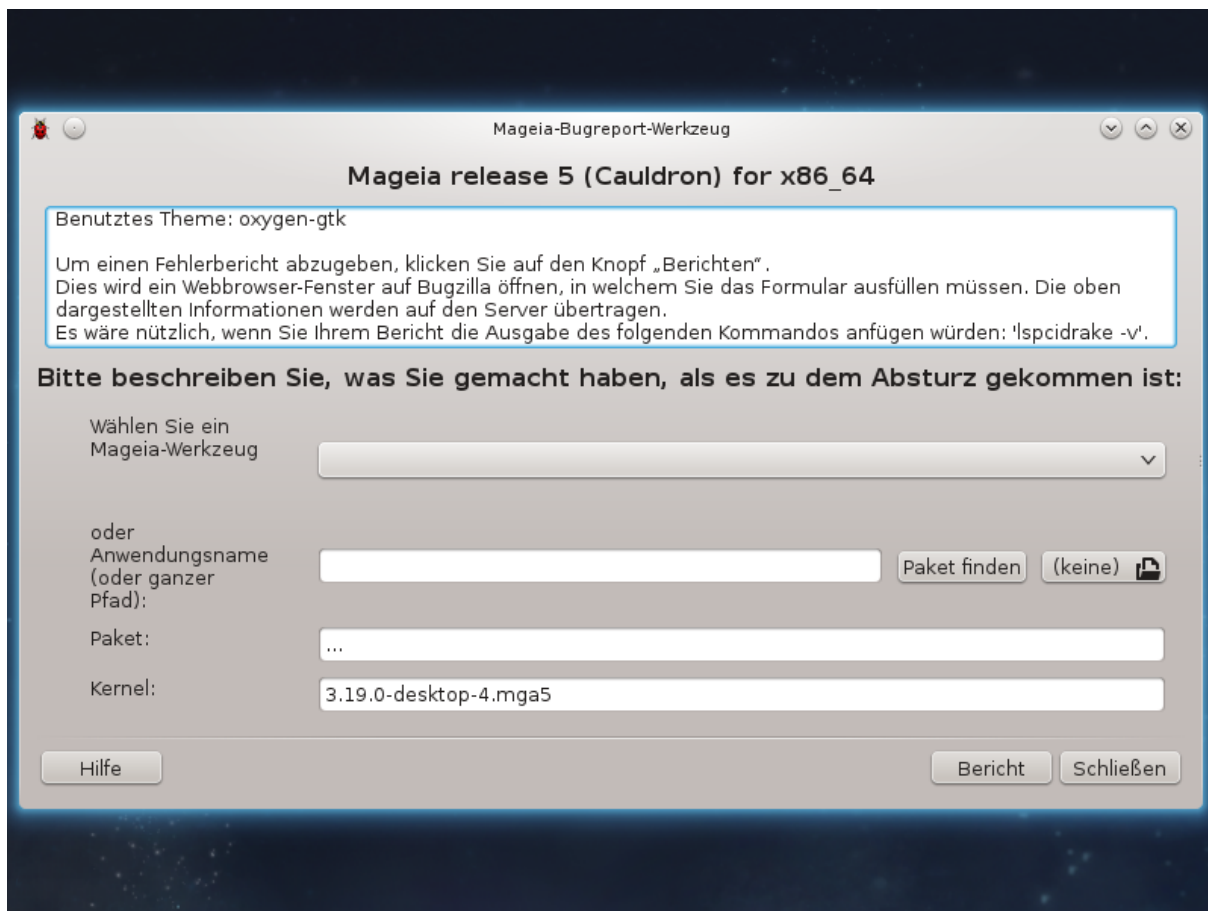 Mageia-Bugreport-Werkzeug
Mageia release 5 (Cauldron) for x86_64
Benutztes Theme: oxygen-gtk
Um einen Fehlerbericht abzugeben, klicken Sie auf den Knopf „Berichten“.
Dies wird ein Webbrowser-Fenster auf Bugzilla öffnen, in welchem Sie das Formular ausfüllen müssen. Die oben
dargestellten Informationen werden auf den Server übertragen.
Es wäre nützlich, wenn Sie Ihrem Bericht die Ausgabe des folgenden Kommandos anfügen würden: 'lspcidrake -v'.
Bitte beschreiben Sie, was Sie gemacht haben, als es zu dem Absturz gekommen ist:
Wählen Sie ein
Mageia-Werkzeug
oder
Anwendungsname
(oder ganzer
Pfad):
Paket finden
(keine)
Paket:
...
Kernel:
3.19.0-desktop-4.mga5
Hilfe
Bericht
Schließen